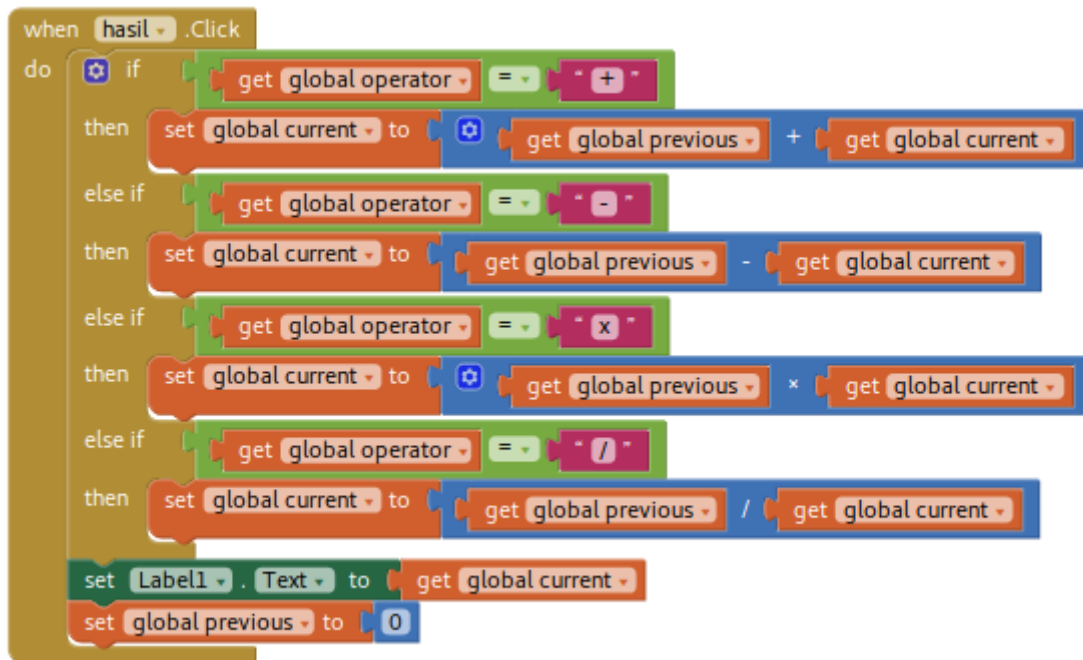 when hasil .Click
do if get global operator = " + "
then set global current to get global previous + get global current
else if get global operator = " - "
then set global current to get global previous - get global current
else if get global operator = " x "
then set global current to get global previous × get global current
else if get global operator = " / "
then set global current to get global previous / get global current
set Label1 . Text to get global current
set global previous to 0